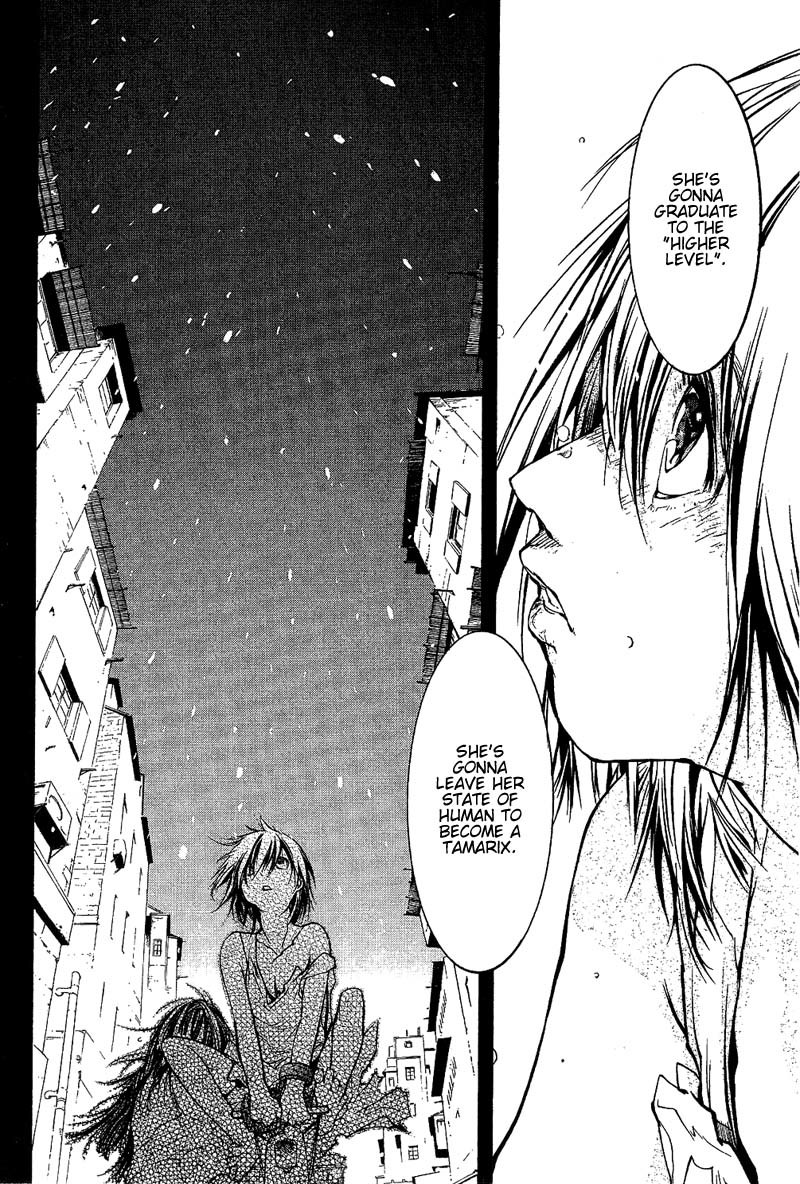 SHE'S
GONNA
GRADUATE
TO THE
"HIGHER
LEVEL".
SHE'S
GONNA
LEAVE HER
STATE OF
HUMAN TO
BECOME A
TAMARIX.